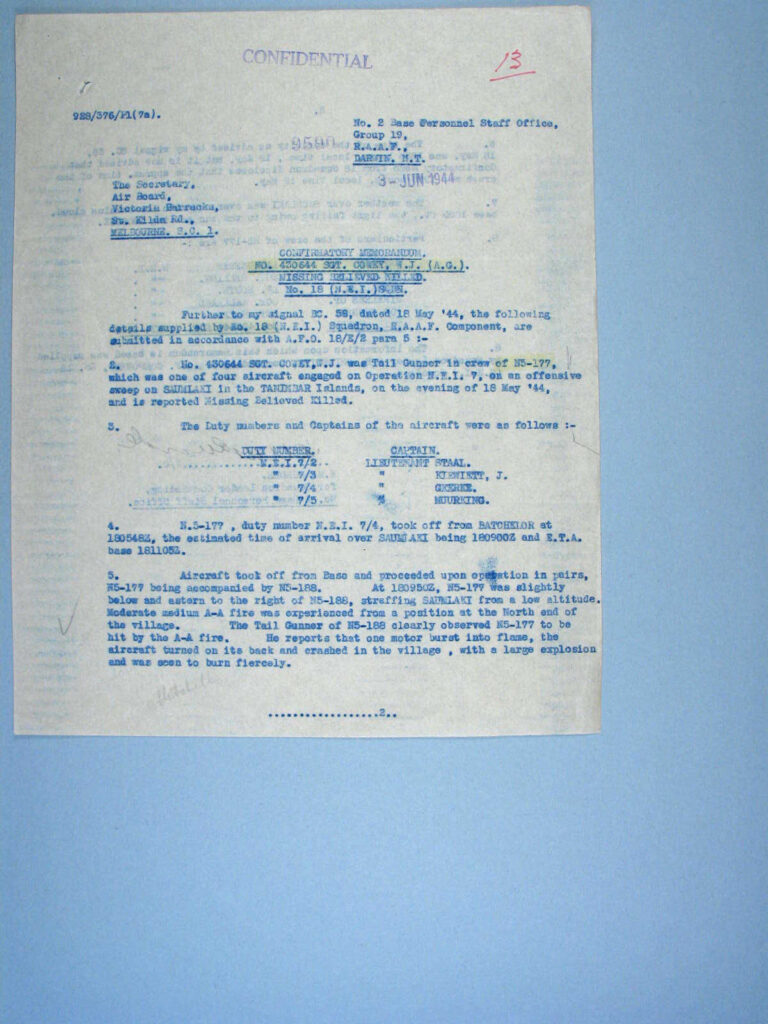 CONFIDENTIAL
13
9SS/376/P1(7a).
No. 2 Base Personnel Staff Office,
Group 19,
9590
R.A.A.F.,
DARWIN. N.T.
3-JUN 1944
The Secretary,
Air Board,
Victoria Barracks,
St. Kilda Rd.,
MELBOURNE. S.C. 1.
CONFIRMATORY MEMORANDUM.
NO. 430644 SGT. COWEY, W.J. (A.G.).
MISSING BELIEVED KILLED.
No. 18 (N.E.I.)SQDN.
Further to my signal BC. 58, dated 18 May '44, the following
details supplied by No. 18 (N.E.I.) Squadron, R.A.A.F. Component, are
submitted in accordance with A.F.O. 18/E/2 para 5 :-
2. No. 430644 SGT. COWEY,W.J. was Tail Gunner in crew of N5-177,
which was one of four aircraft engaged on Operation N.E.I. 7, on an offensive
sweep on SAUMLAKI in the TANIMBAR Islands, on the evening of 18 May '44,
and is reported Missing Believed Killed.
3. The Duty numbers and Captains of the aircraft were as follows :-
DUTY NUMBER. CAPTAIN.
N.E.I.7/2 LIEUTENANT STAAL.
" 7/3 " KIEWIETT, J.
" 7/4 " GEERKE.
" 7/5 " MUURKING.
4. N.5-177 , duty number N.E.I. 7/4, took off from BATCHELOR at
180548Z, the estimated time of arrival over SAUMLAKI being 180900Z and E.T.A.
base 181105Z.
5. Aircraft took off from Base and proceeded upon operation in pairs,
N5-177 being accompanied by N5-188. At 180950Z, N5-177 was slightly
below and astern to the right of N5-188, straffing SAUMLAKI from a low altitude.
Moderate medium A-A fire was experienced from a position at the North end of
the village. The Tail Gunner of N5-188 clearly observed N5-177 to be
hit by the A-A fire. He reports that one motor burst into flame, the
aircraft turned on its back and crashed in the village , with a large explosion
and was seen to burn fiercely.
..................2..